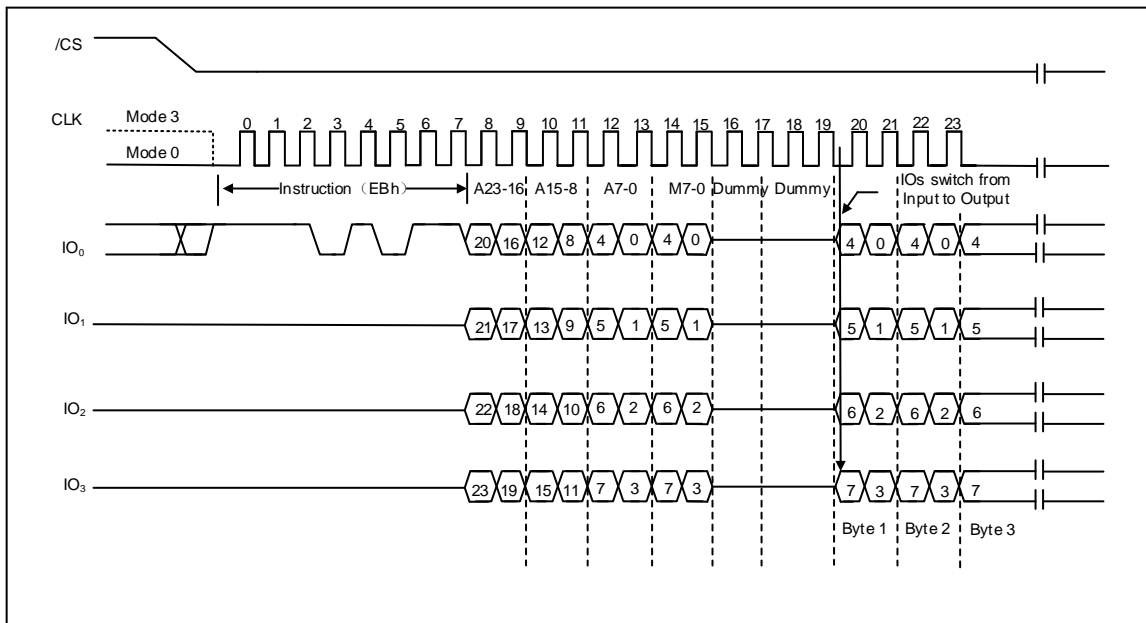 /CS
CLK Mode 3 0 1 2 3 4 5 6 7 8 9 10 11 12 13 14 15 16 17 18 19 20 21 22 23
Mode 0
Instruction（EBh） A23-16 A15-8 A7-0 M7-0 Dummy Dummy IOs switch from
Input to Output
IO0 20 16 12 8 4 0 4 0 4 0 4 0 4
IO1 21 17 13 9 5 1 5 1 5 1 5 1 5
IO2 22 18 14 10 6 2 6 2 6 2 6 2 6
IO3 23 19 15 11 7 3 7 3 7 3 7 3 7
Byte 1 Byte 2 Byte 3